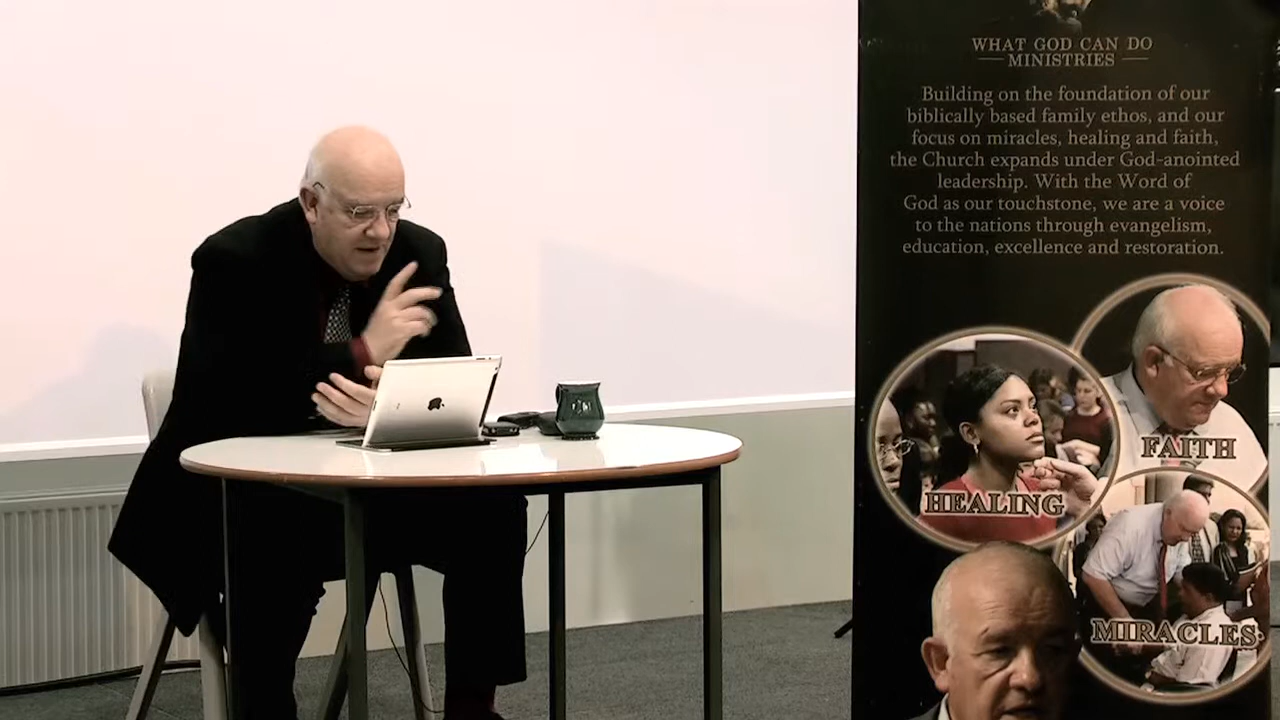 WHAT GOD CAN DO
MINISTRIES
Building on the foundation of our
biblically based family ethos, and our
focus on miracles, healing and faith,
the Church expands under God-anointed
leadership. With the Word of
God as our touchstone, we are a voice
to the nations through evangelism,
education, excellence and restoration.
FAITH
HEALING
MIRACLES